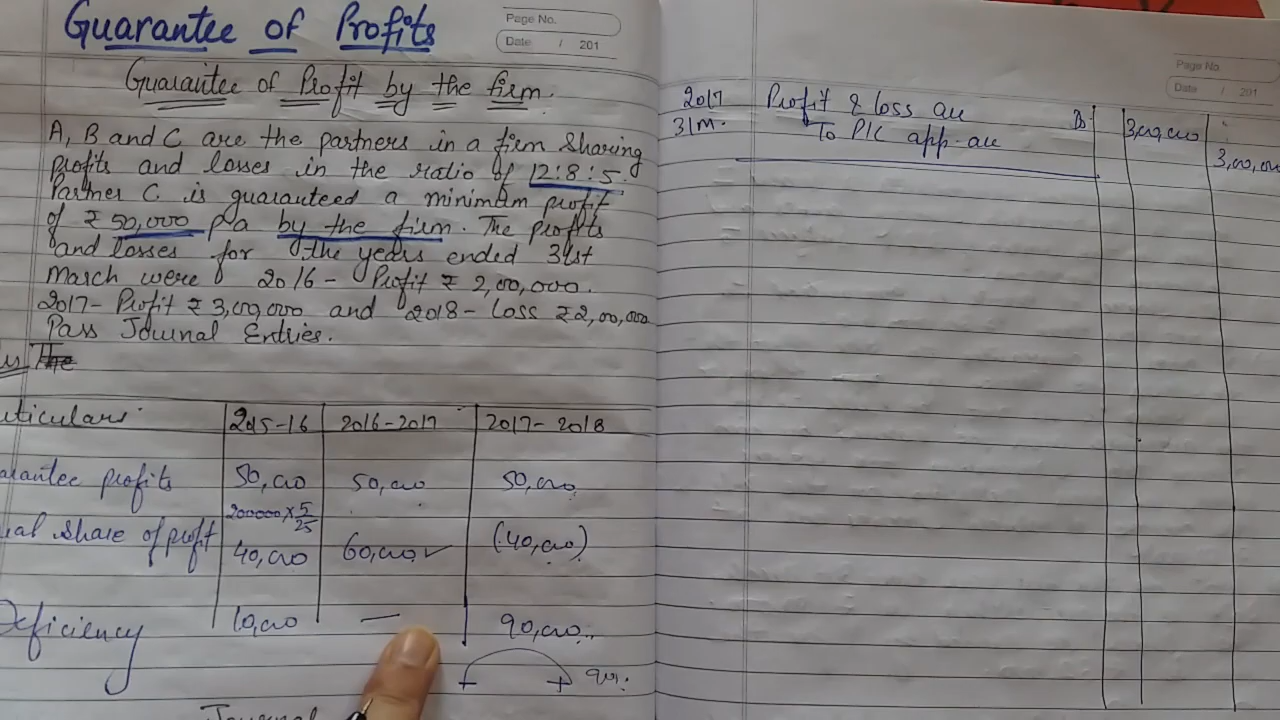 Guarantee of Profits
Page No.
Date / 201
Guarantee of Profit by the firm.
A, B and C are the partners in a firm sharing
profits and losses in the ratio of 12:8:5.
Partner C is guaranteed a minimum profit
of ₹ 50,000 p a by the firm. The profits
and losses for the years ended 31st
March were 2016 - Profit ₹ 2,00,000.
2017- Profit ₹ 3,00,000 and 2018- Loss ₹2,00,000
Pass Journal Entries.
The
ticulars 2015-16 2016-2017 2017-2018
arantee profits 50,000 50,000 50,000
200000 × 5/25
ual share of profit 40,000 60,000 ✓ (40,000)
Deficiency 10,000 — 90,000
+ +
Journal
Page No.
Date / 201
2017 Profit & loss a/c Dr 3,00,000
31 M. To P/L app. a/c 3,00,000